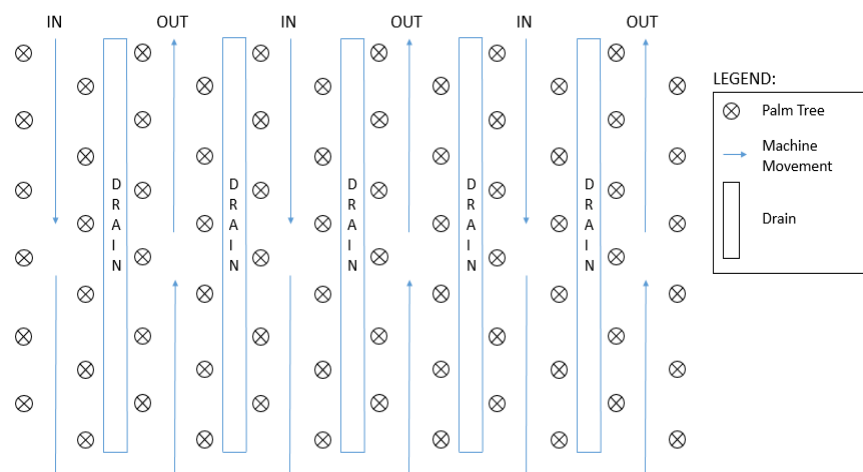 IN
OUT
IN
OUT
IN
OUT
DRAIN
DRAIN
DRAIN
DRAIN
DRAIN
LEGEND:
Palm Tree
Machine
Movement
Drain